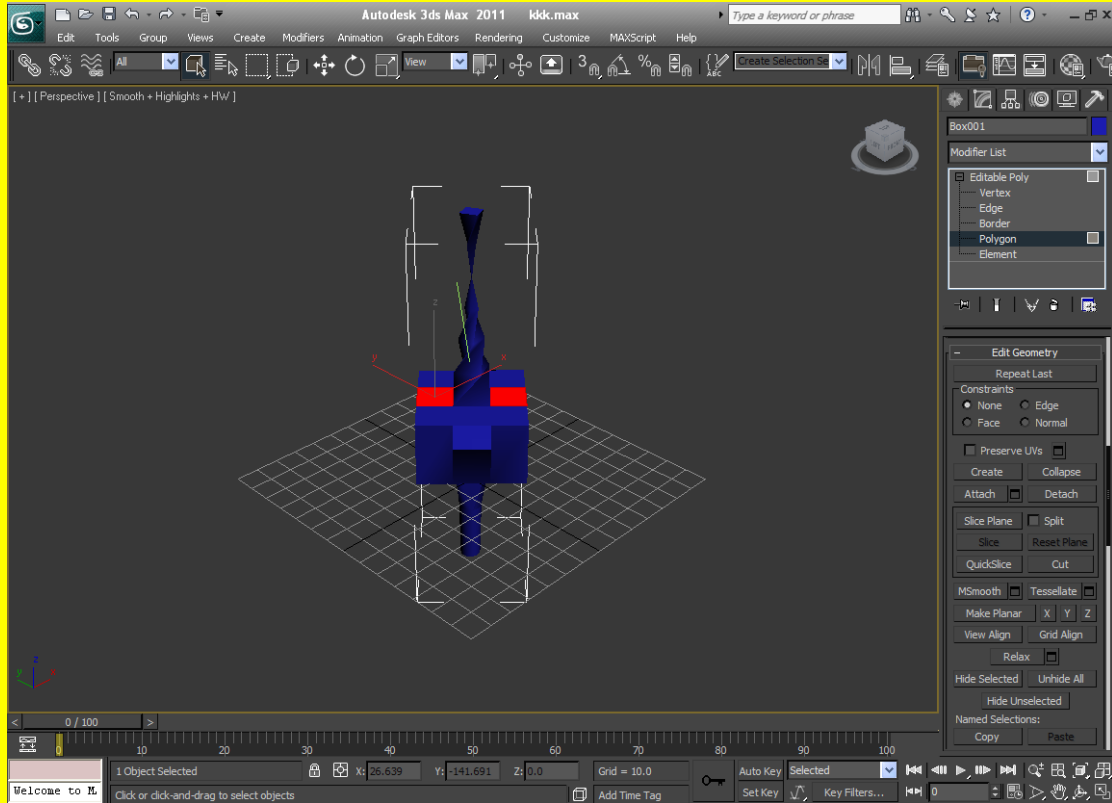 Autodesk 3ds Max 2011 kkk.max
Type a keyword or phrase
Edit Tools Group Views Create Modifiers Animation Graph Editors Rendering Customize MAXScript Help
All
View
3
Create Selection Se
ABC
[ + ] [ Perspective ] [ Smooth + Highlights + HW ]
Box001
Modifier List
Editable Poly
Vertex
Edge
Border
Polygon
Element
z
y
x
Edit Geometry
Repeat Last
Constraints
None Edge
Face Normal
Preserve UVs
Create Collapse
Attach Detach
Slice Plane Split
Slice Reset Plane
QuickSlice Cut
MSmooth Tessellate
Make Planar X Y Z
View Align Grid Align
Relax
Hide Selected Unhide All
Hide Unselected
Named Selections:
Copy Paste
z
y x
< 0 / 100 >
0 10 20 30 40 50 60 70 80 90 100
1 Object Selected X: 26.639 Y: -141.691 Z: 0.0 Grid = 10.0 Auto Key Selected
Welcome to M. Click or click-and-drag to select objects Add Time Tag Set Key Key Filters... 0